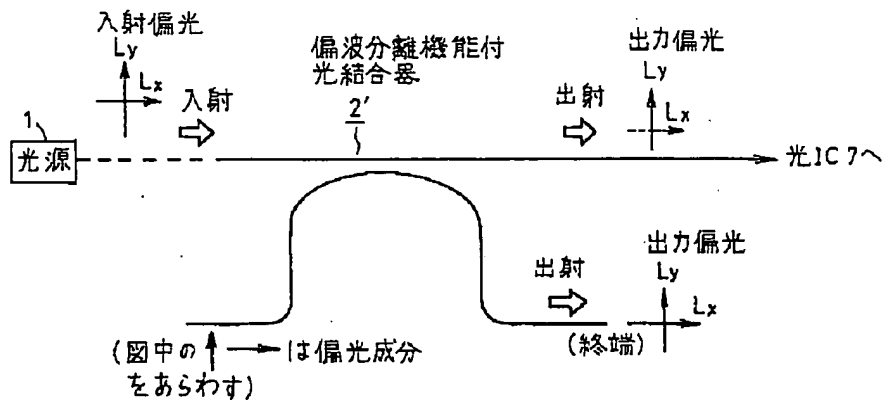 入射偏光
Ly
Lx
入射
1
光源
偏波分離機能付
光結合器
2'
出射
出力偏光
Ly
Lx
光IC7へ
出射
出力偏光
Ly
Lx
(終端)
(図中の↑→は偏光成分
をあらわす)